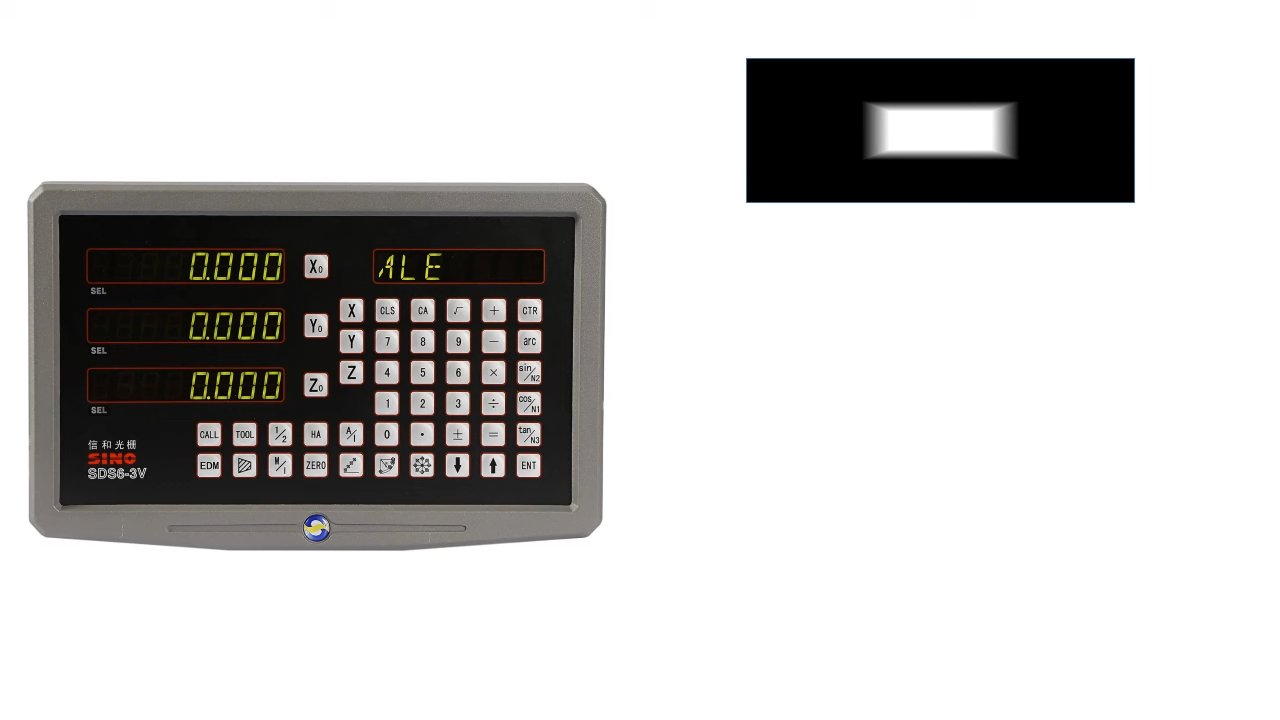 0.000 X₀ ALE
SEL
X CLS CA √ + CTR
0.000 Y₀
Y 7 8 9 − arc
SEL
Z 4 5 6 × sin/N2
0.000 Z₀
1 2 3 ÷ cos/N1
SEL
CALL TOOL 1/2 HA A/I 0 · ± = tan/N3
信和光栅
SINO
EDM M/I ZERO ⬇ ⬆ ENT
SDS6-3V